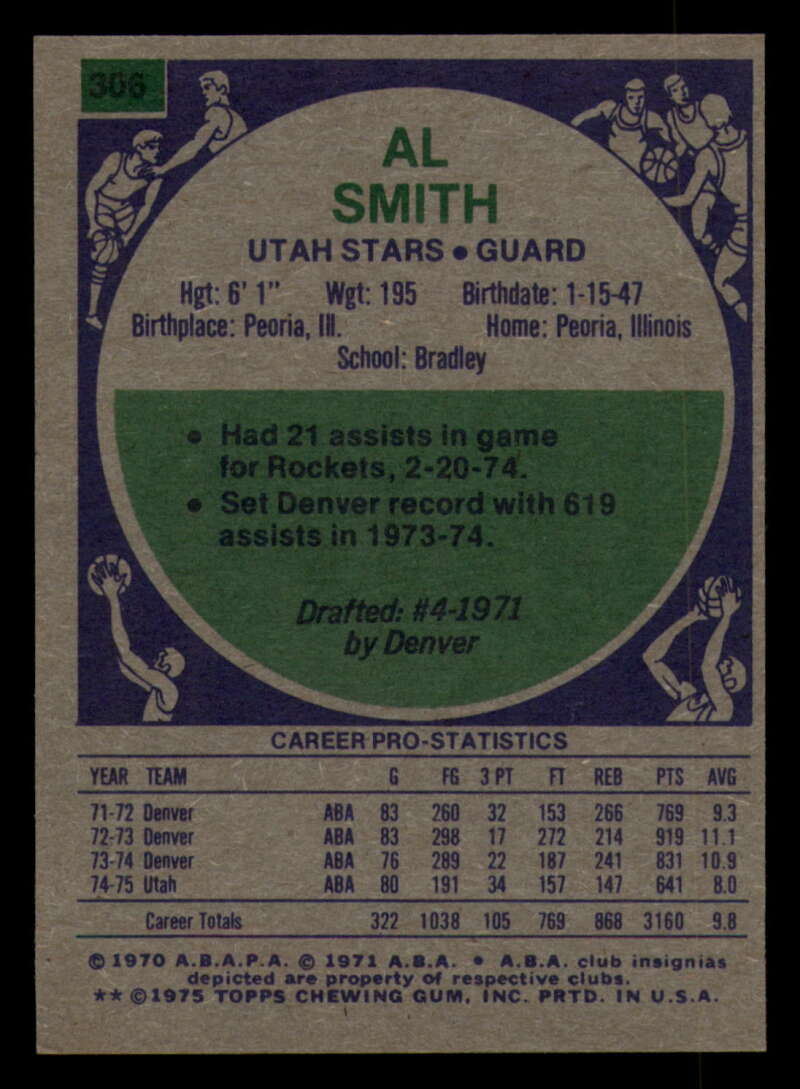 306
AL
SMITH
UTAH STARS • GUARD
Hgt: 6' 1" Wgt: 195 Birthdate: 1-15-47
Birthplace: Peoria, Ill. Home: Peoria, Illinois
School: Bradley
• Had 21 assists in game
for Rockets, 2-20-74.
• Set Denver record with 619
assists in 1973-74.
Drafted: #4-1971
by Denver
CAREER PRO-STATISTICS
YEAR TEAM G FG 3 PT FT REB PTS AVG
71-72 Denver ABA 83 260 32 153 266 769 9.3
72-73 Denver ABA 83 298 17 272 214 919 11.1
73-74 Denver ABA 76 289 22 187 241 831 10.9
74-75 Utah ABA 80 191 34 157 147 641 8.0
Career Totals 322 1038 105 769 868 3160 9.8
© 1970 A.B.A.P.A. © 1971 A.B.A. • A.B.A. club insignias
depicted are property of respective clubs.
** ©1975 TOPPS CHEWING GUM, INC. PRTD. IN U.S.A.